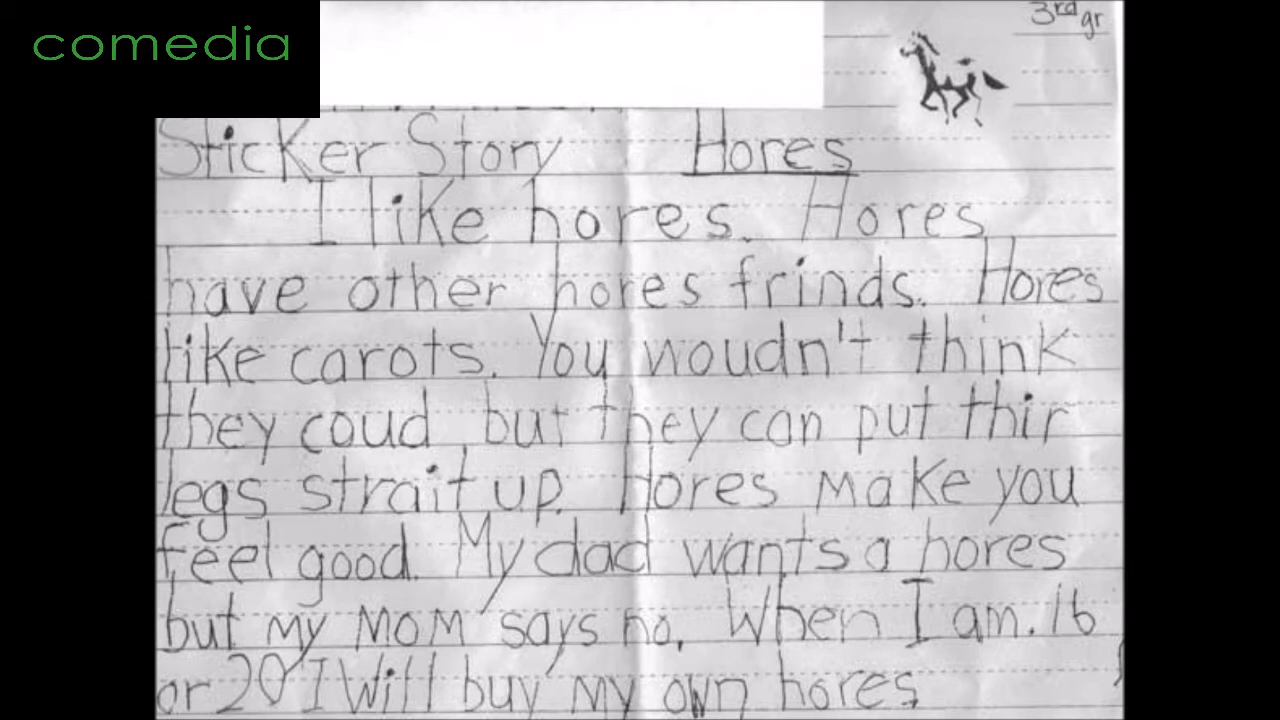 comedia
3rd gr
Sticker Story Hores
I like hores. Hores
have other hores frinds. Hores
like carots. You woudn't think
they coud but they can put thir
legs strait up. Hores make you
feel good. My dad wants a hores
but my mom says no. When I am. 16
or 20 I will buy my own hores